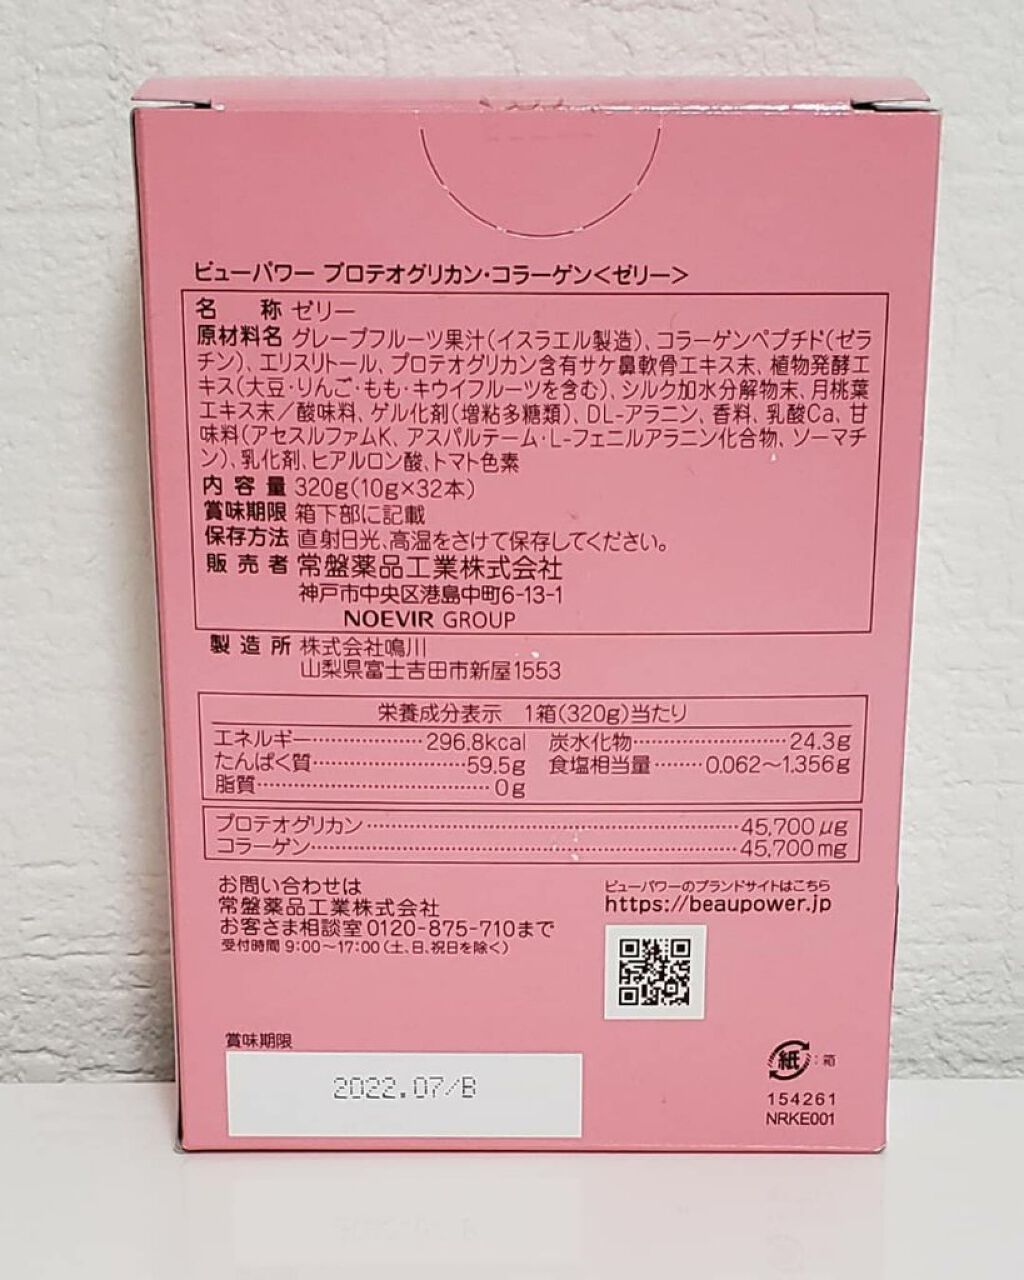 ビューパワー プロテオグリカン・コラーゲン<ゼリー>
名 称 ゼリー
原材料名 グレープフルーツ果汁(イスラエル製造)、コラーゲンペプチド(ゼラ
チン)、エリスリトール、プロテオグリカン含有サケ鼻軟骨エキス末、植物発酵エ
キス(大豆・りんご・もも・キウイフルーツを含む)、シルク加水分解物末、月桃葉
エキス末/酸味料、ゲル化剤(増粘多糖類)、DL-アラニン、香料、乳酸Ca、甘
味料(アセスルファムK、アスパルテーム・L-フェニルアラニン化合物、ソーマチ
ン)、乳化剤、ヒアルロン酸、トマト色素
内容量 320g(10g×32本)
賞味期限 箱下部に記載
保存方法 直射日光、高温をさけて保存してください。
販売者 常盤薬品工業株式会社
神戸市中央区港島中町6-13-1
NOEVIR GROUP
製造所 株式会社鳴川
山梨県富士吉田市新屋1553
栄養成分表示 1箱(320g)当たり
エネルギー………………296.8kcal 炭水化物……………………24.3g
たんぱく質……………………59.5g 食塩相当量………0.062~1.356g
脂質………………………………0g
プロテオグリカン……………………………………………45,700μg
コラーゲン……………………………………………………45,700mg
お問い合わせは
常盤薬品工業株式会社
お客さま相談室0120-875-710まで
受付時間 9:00~17:00(土、日、祝日を除く)
ビューパワーのブランドサイトはこちら
https://beaupower.jp
賞味期限
2022.07/B
紙:箱
154261
NRKE001